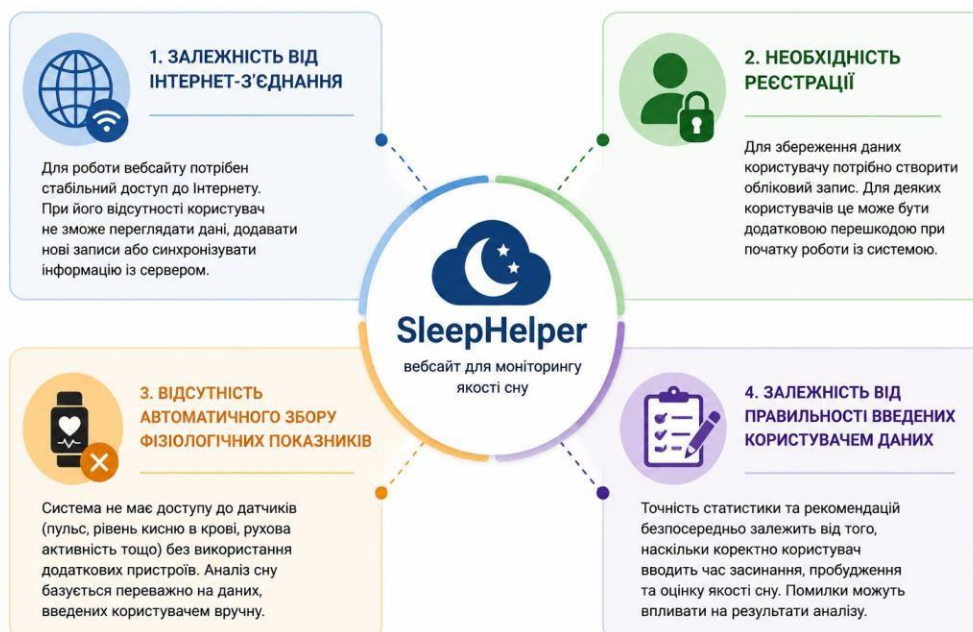 1. ЗАЛЕЖНІСТЬ ВІД
ІНТЕРНЕТ-З'ЄДНАННЯ
Для роботи вебсайту потрібен
стабільний доступ до Інтернету.
При його відсутності користувач
не зможе переглядати дані, додавати
нові записи або синхронізувати
інформацію із сервером.
2. НЕОБХІДНІСТЬ
РЕЄСТРАЦІЇ
Для збереження даних
користувачу потрібно створити
обліковий запис. Для деяких
користувачів це може бути
додатковою перешкодою при
початку роботи із системою.
SleepHelper
вебсайт для моніторингу
якості сну
3. ВІДСУТНІСТЬ
АВТОМАТИЧНОГО ЗБОРУ
ФІЗІОЛОГІЧНИХ ПОКАЗНИКІВ
Система не має доступу до датчиків
(пульс, рівень кисню в крові, рухова
активність тощо) без використання
додаткових пристроїв. Аналіз сну
базується переважно на даних,
введених користувачем вручну.
4. ЗАЛЕЖНІСТЬ ВІД
ПРАВИЛЬНОСТІ ВВЕДЕНИХ
КОРИСТУВАЧЕМ ДАНИХ
Точність статистики та рекомендацій
безпосередньо залежить від того,
наскільки коректно користувач
вводить час засинання, пробудження
та оцінку якості сну. Помилки можуть
впливати на результати аналізу.